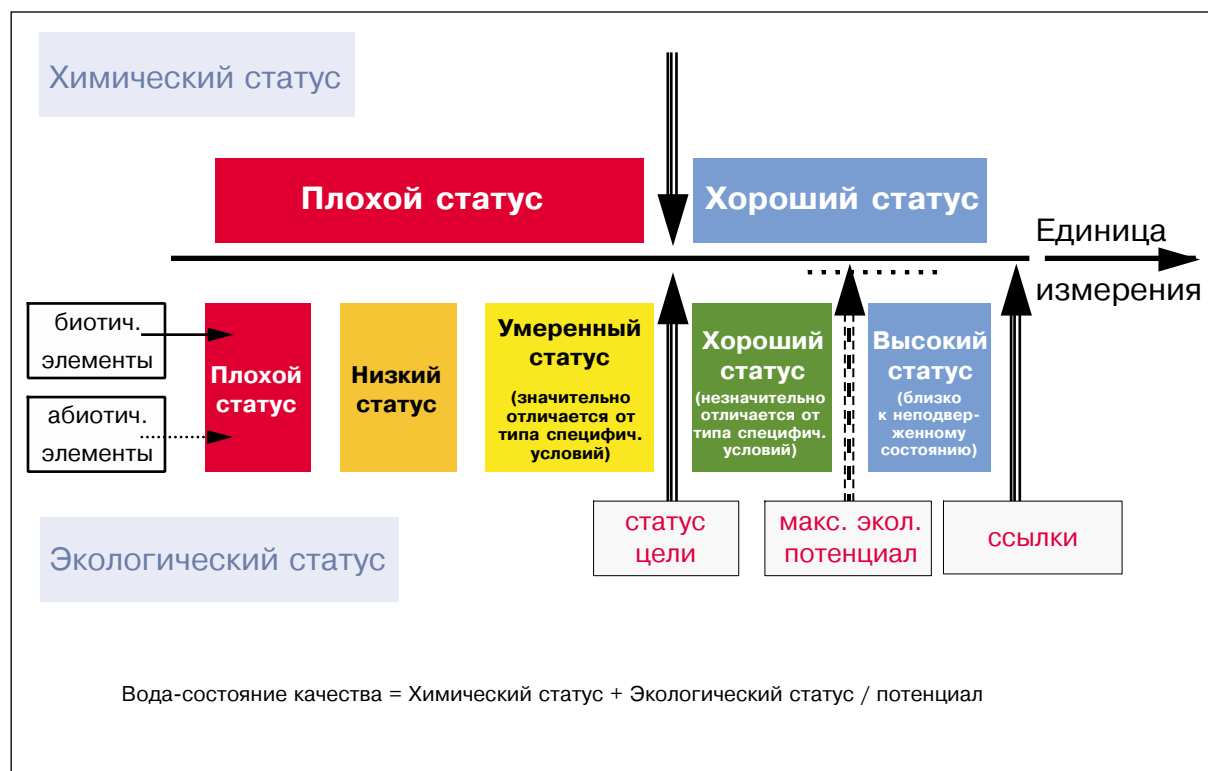 Химический статус
Плохой статус
Хороший статус
Единица
измерения
биотич.
элементы
абиотич.
элементы
Плохой
статус
Низкий
статус
Умеренный
статус
(значительно
отличается от
типа специфич.
условий)
Хороший
статус
(незначительно
отличается от
типа специфич.
условий)
Высокий
статус
(близко
к неподвер-
женному
состоянию)
статус
цели
макс. экол.
потенциал
ссылки
Экологический статус
Вода-состояние качества = Химический статус + Экологический статус / потенциал